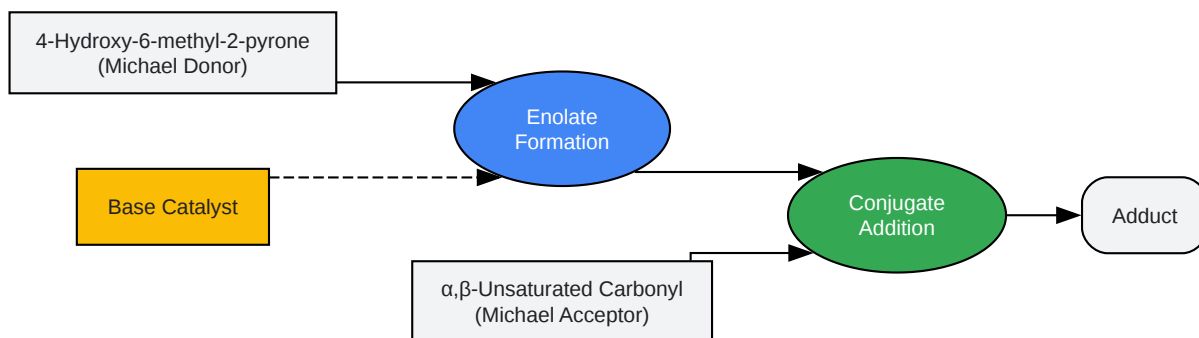 4-Hydroxy-6-methyl-2-pyrone
(Michael Donor)
Enolate
Formation
Base Catalyst
Conjugate
Addition
Adduct
α,β-Unsaturated Carbonyl
(Michael Acceptor)